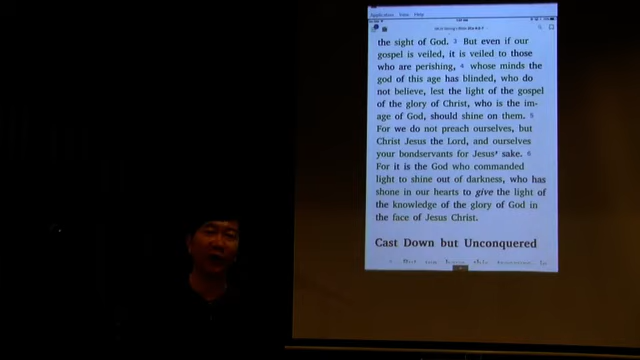 the sight of God. 3 But even if our
gospel is veiled, it is veiled to those
who are perishing, 4 whose minds the
god of this age has blinded, who do
not believe, lest the light of the gospel
of the glory of Christ, who is the im-
age of God, should shine on them. 5
For we do not preach ourselves, but
Christ Jesus the Lord, and ourselves
your bondservants for Jesus' sake. 6
For it is the God who commanded
light to shine out of darkness, who has
shone in our hearts to give the light of
the knowledge of the glory of God in
the face of Jesus Christ.
Cast Down but Unconquered